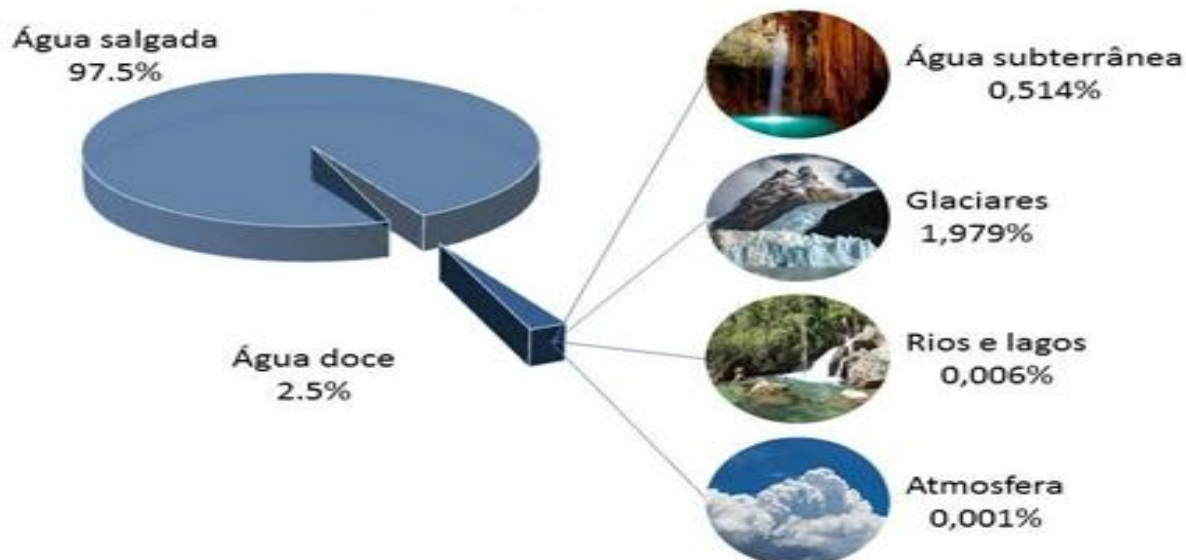 Água salgada
97.5%
Água doce
2.5%
Água subterrânea
0,514%
Glaciares
1,979%
Rios e lagos
0,006%
Atmosfera
0,001%